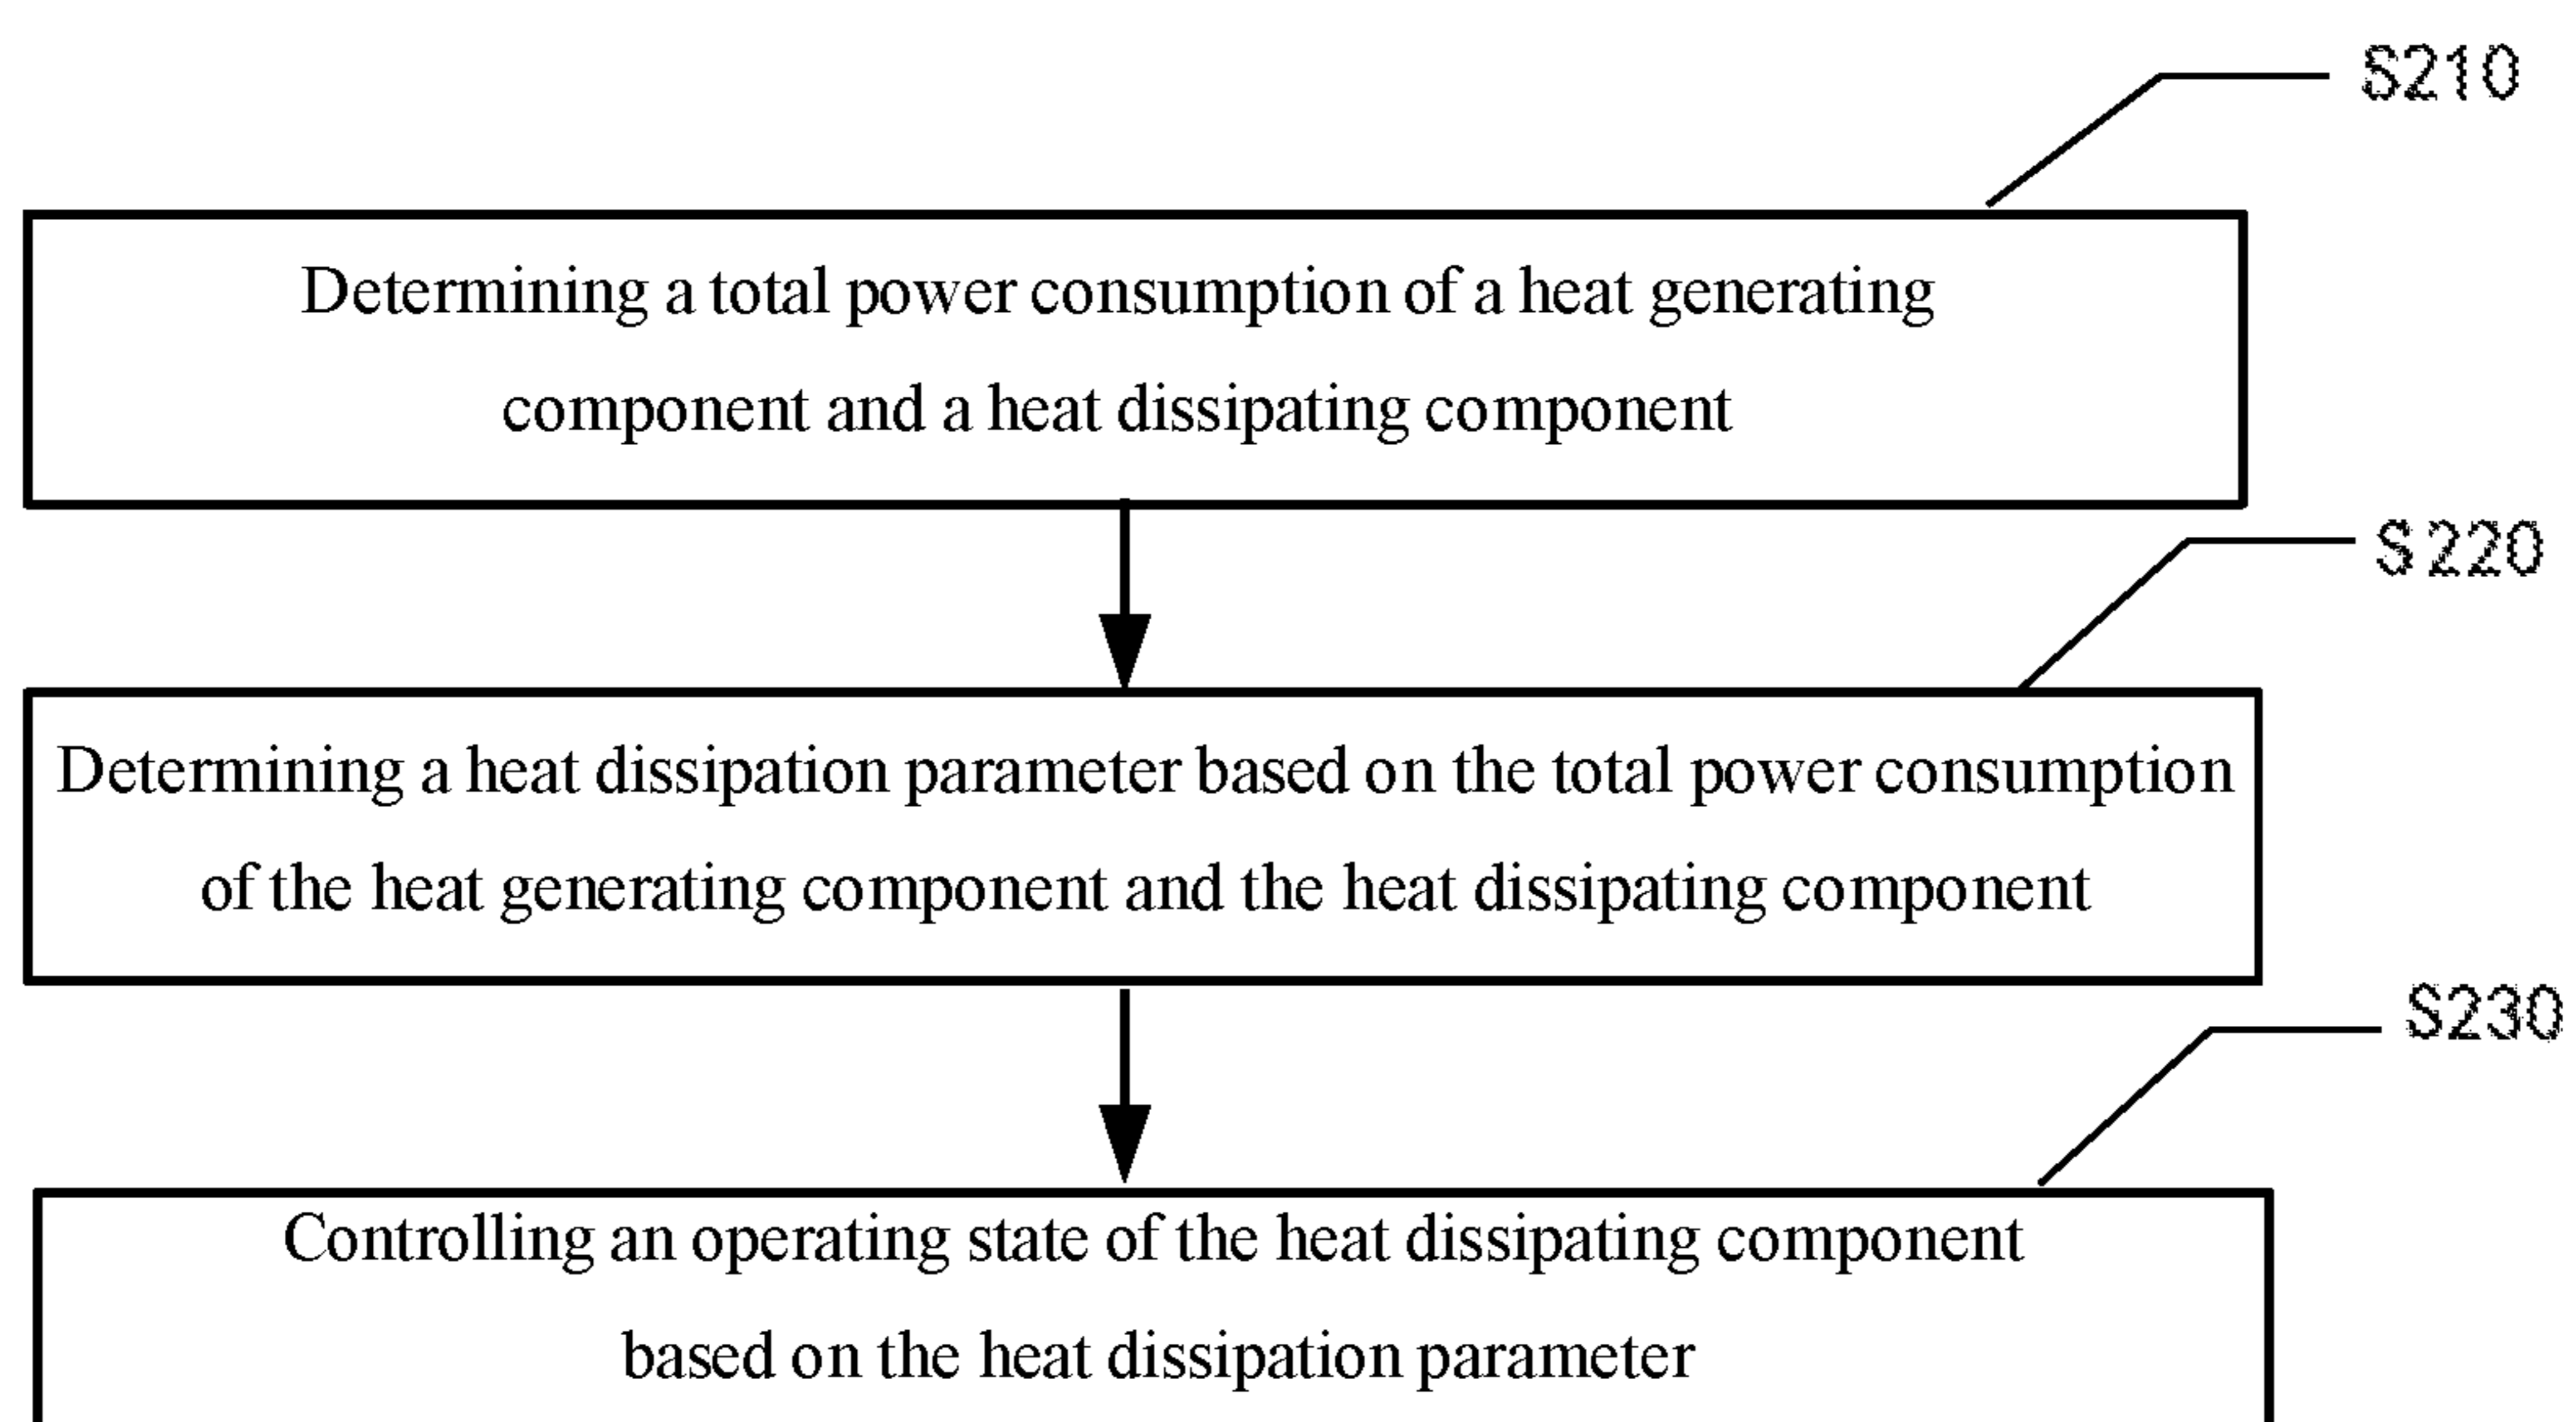 S210
Determining a total power consumption of a heat generating
component and a heat dissipating component
S220
Determining a heat dissipation parameter based on the total power consumption
of the heat generating component and the heat dissipating component
S230
Controlling an operating state of the heat dissipating component
based on the heat dissipation parameter